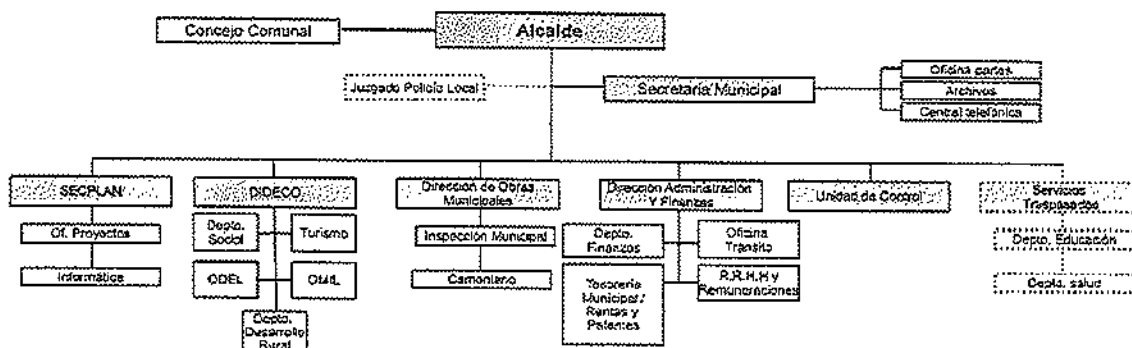 Concejo Comunal
Alcalde
Juzgado Policía Local
Secretaría Municipal
Oficina partes
Archivos
Central telefónica
SECPLAN
DIDECO
Dirección de Obras
Municipales
Dirección Administración
Y Finanzas
Unidad de Control
Servicios
Traspasados
Of. Proyectos
Informática
Depto.
Social
Turismo
ODEL
OMIL
Depto.
Desarrollo
Rural
Inspección Municipal
Depto.
Finanzas
Oficina
Tránsito
Tesorería
Municipal/
Rentas y
Patentes
R.R.H.H y
Remuneraciones
Depto. Educación
Depto. salud